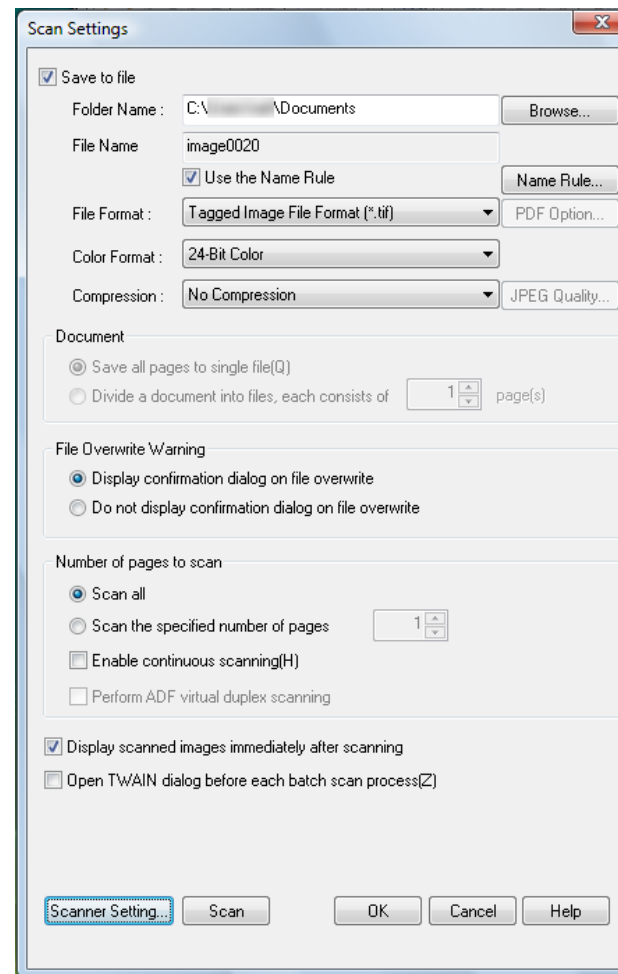 Scan Settings
Save to file
Folder Name : C:\ \Documents Browse...
File Name image0020
Use the Name Rule Name Rule...
File Format : Tagged Image File Format (*.tif) PDF Option...
Color Format : 24-Bit Color
Compression : No Compression JPEG Quality...
Document
Save all pages to single file(Q)
Divide a document into files, each consists of 1 page(s)
File Overwrite Warning
Display confirmation dialog on file overwrite
Do not display confirmation dialog on file overwrite
Number of pages to scan
Scan all
Scan the specified number of pages 1
Enable continuous scanning(H)
Perform ADF virtual duplex scanning
Display scanned images immediately after scanning
Open TWAIN dialog before each batch scan process(Z)
Scanner Setting... Scan OK Cancel Help